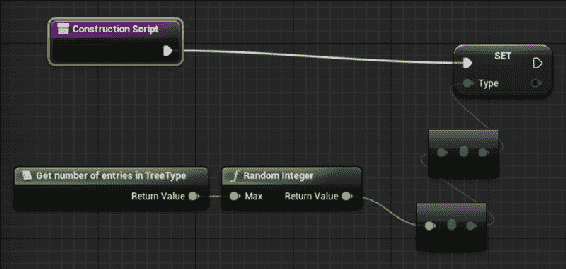 Construction Script
SET
Type
Get number of entries in TreeType
Return Value
Random Integer
Max Return Value